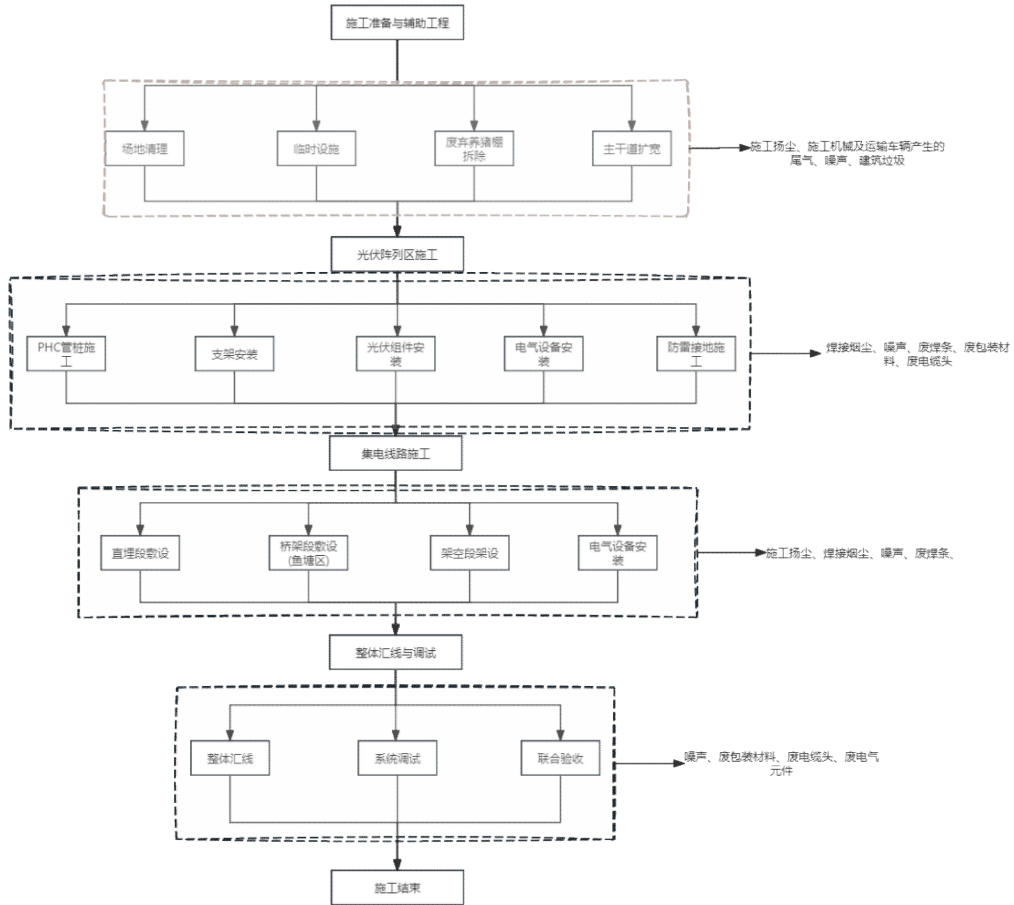 施工准备与辅助工程
场地清理
临时设施
废弃养猪棚
拆除
主干道扩宽
施工扬尘、施工机械及运输车辆产生的
尾气、噪声、建筑垃圾
光伏阵列区施工
PHC管桩施
工
支架安装
光伏组件安
装
电气设备安
装
防雷接地施
工
焊接烟尘、噪声、废焊条、废包装材
料、废电缆头
集电线路施工
直埋段敷设
桥架段敷设
(鱼塘区)
架空段架设
电气设备安
装
施工扬尘、焊接烟尘、噪声、废焊条、
整体汇线与调试
整体汇线
系统调试
联合验收
噪声、废包装材料、废电缆头、废电气
元件
施工结束